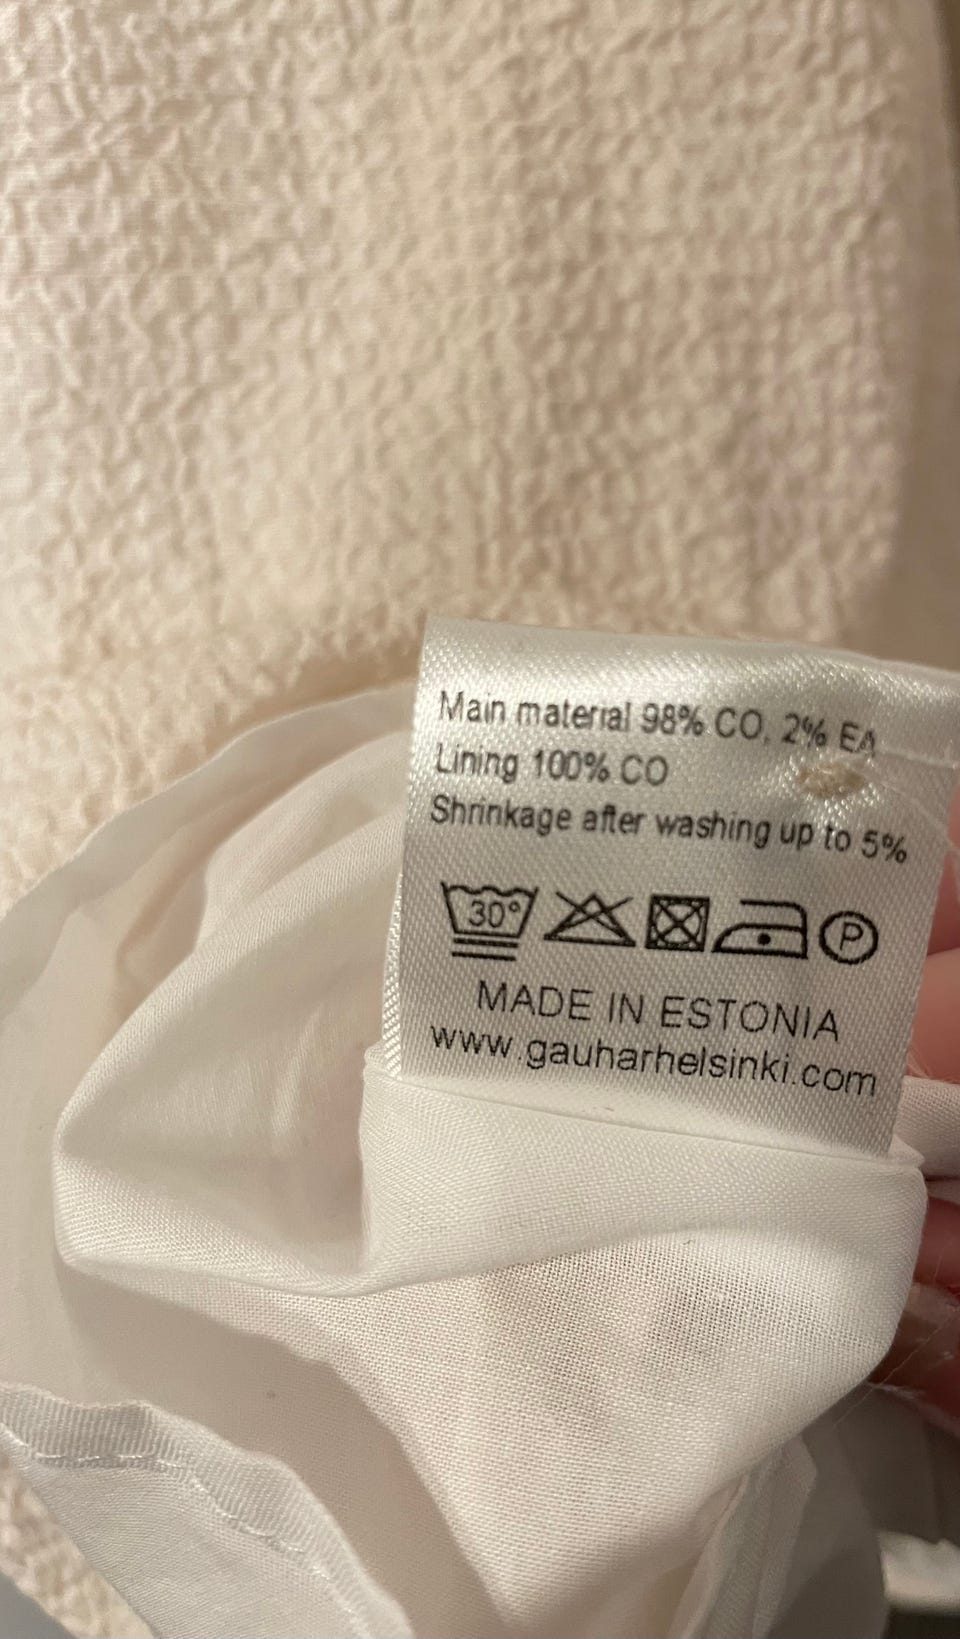 Main material 98% CO, 2% EA
Lining 100% CO
Shrinkage after washing up to 5%
30° P
MADE IN ESTONIA
www.gauharhelsinki.com